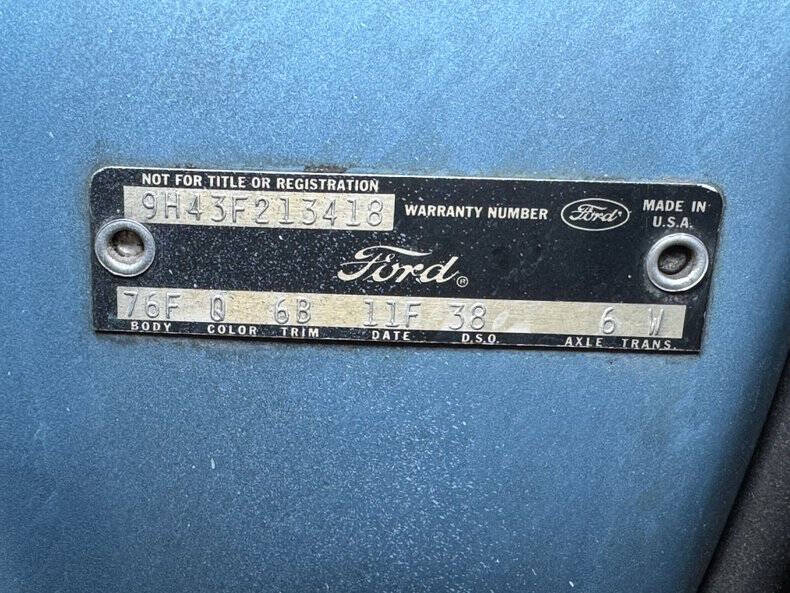 NOT FOR TITLE OR REGISTRATION
9H43F213418 WARRANTY NUMBER Ford MADE IN U.S.A.
Ford ®
76F Q 6B 11F 38 6 W
BODY COLOR TRIM DATE D.S.O. AXLE TRANS.